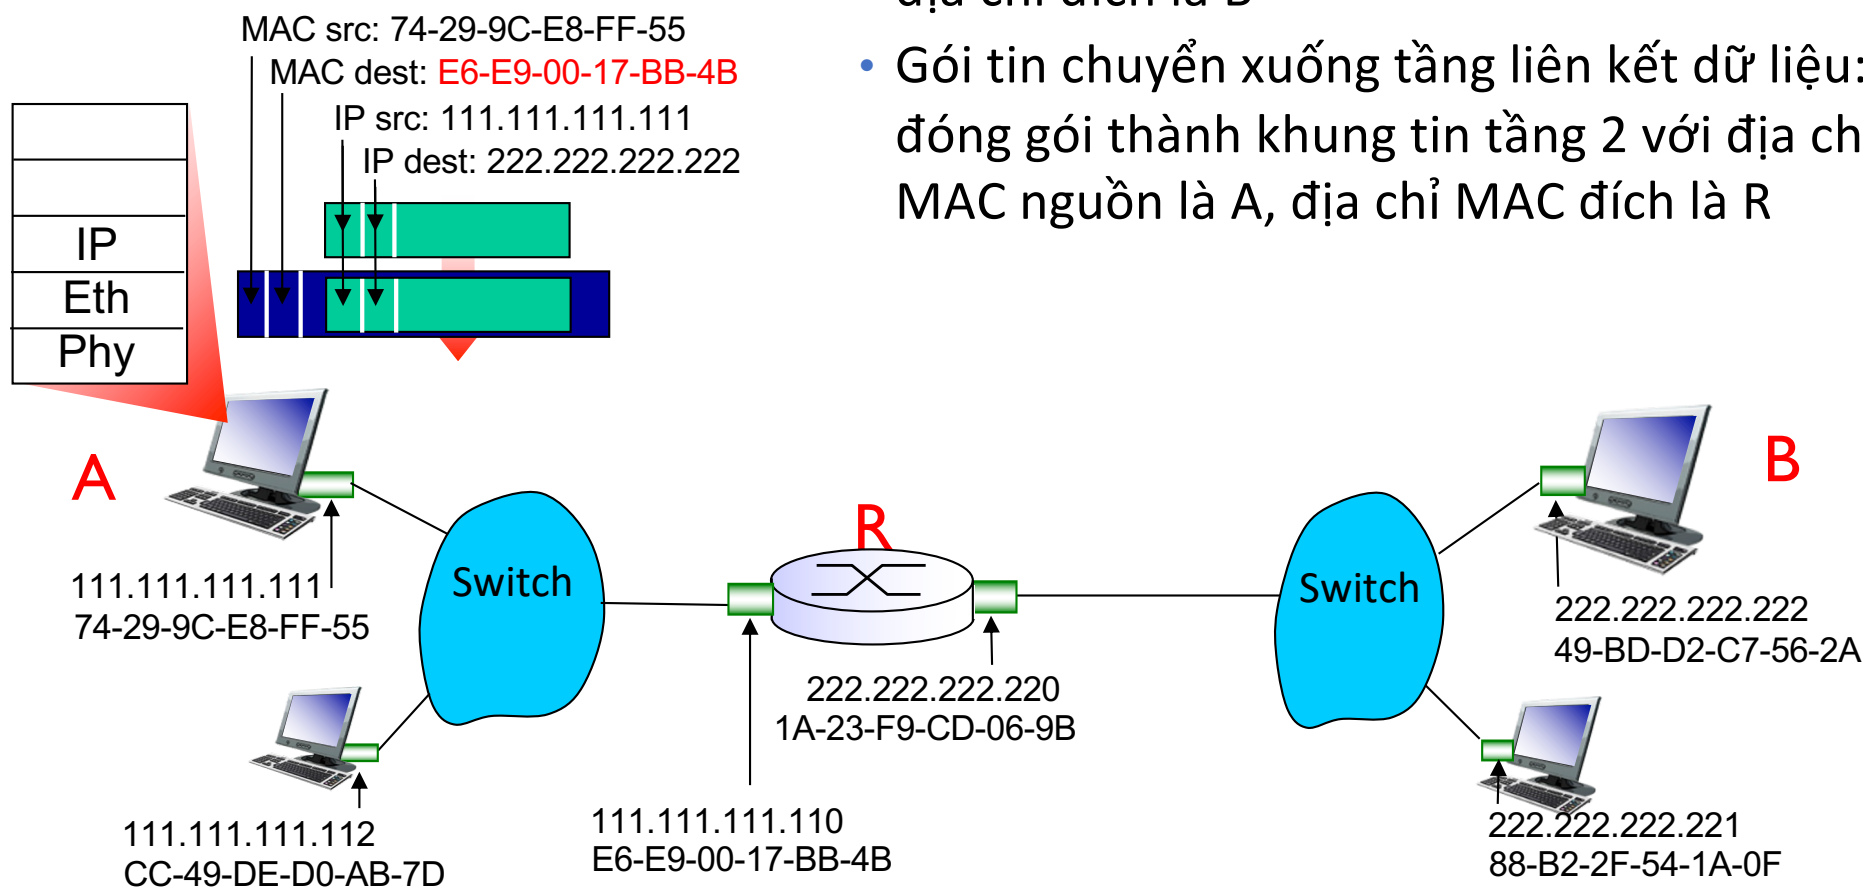 địa chỉ đích là B
• Gói tin chuyển xuống tầng liên kết dữ liệu:
đóng gói thành khung tin tầng 2 với địa ch
MAC nguồn là A, địa chỉ MAC đích là R
MAC src: 74-29-9C-E8-FF-55
MAC dest: E6-E9-00-17-BB-4B
IP src: 111.111.111.111
IP dest: 222.222.222.222
IP
Eth
Phy
A
B
R
Switch
Switch
111.111.111.111
74-29-9C-E8-FF-55
222.222.222.222
49-BD-D2-C7-56-2A
222.222.222.220
1A-23-F9-CD-06-9B
111.111.111.112
CC-49-DE-D0-AB-7D
111.111.111.110
E6-E9-00-17-BB-4B
222.222.222.221
88-B2-2F-54-1A-0F